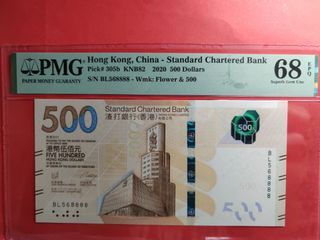 PMG
PAPER MONEY GUARANTY
Hong Kong, China - Standard Chartered Bank
Pick# 305b KNB82 2020 500 Dollars
S/N BL568888 - Wmk: Flower & 500
68 EPQ
Superb Gem Unc
500
Standard Chartered Bank
渣打銀行(香港)
港幣伍佰元
FIVE HUNDRED
HONG KONG DOLLARS
BL568888
500
BL568888
500